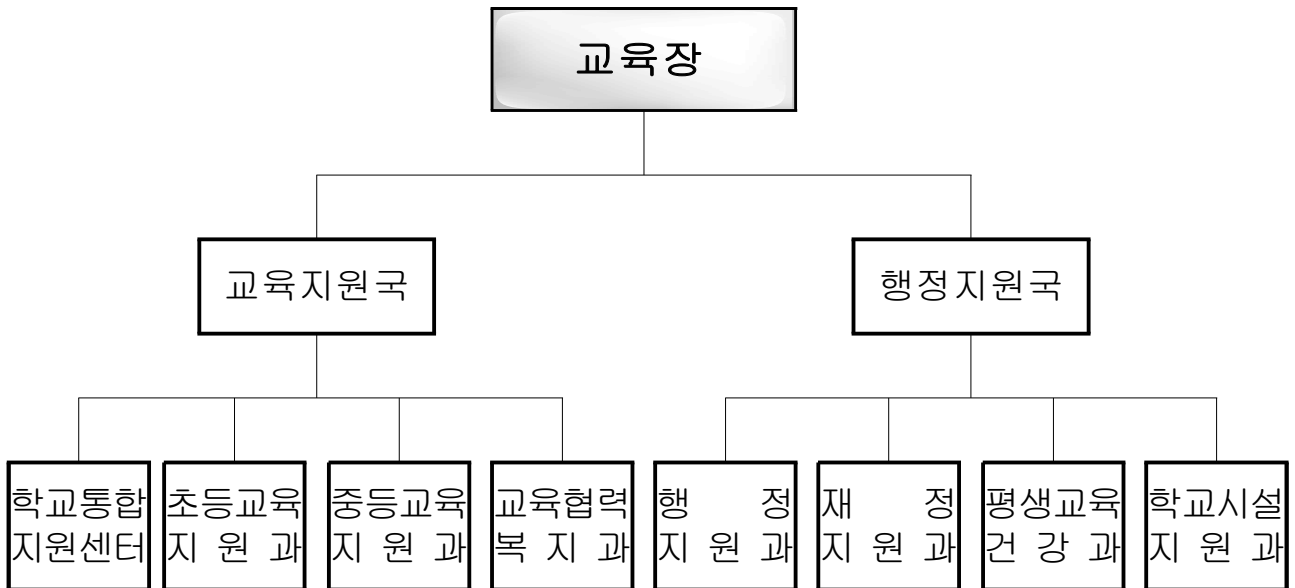 교육장
교육지원국
행정지원국
학교통합
지원센터
초등교육
지 원 과
중등교육
지 원 과
교육협력
복 지 과
행 정
지 원 과
재 정
지 원 과
평생교육
건 강 과
학교시설
지 원 과